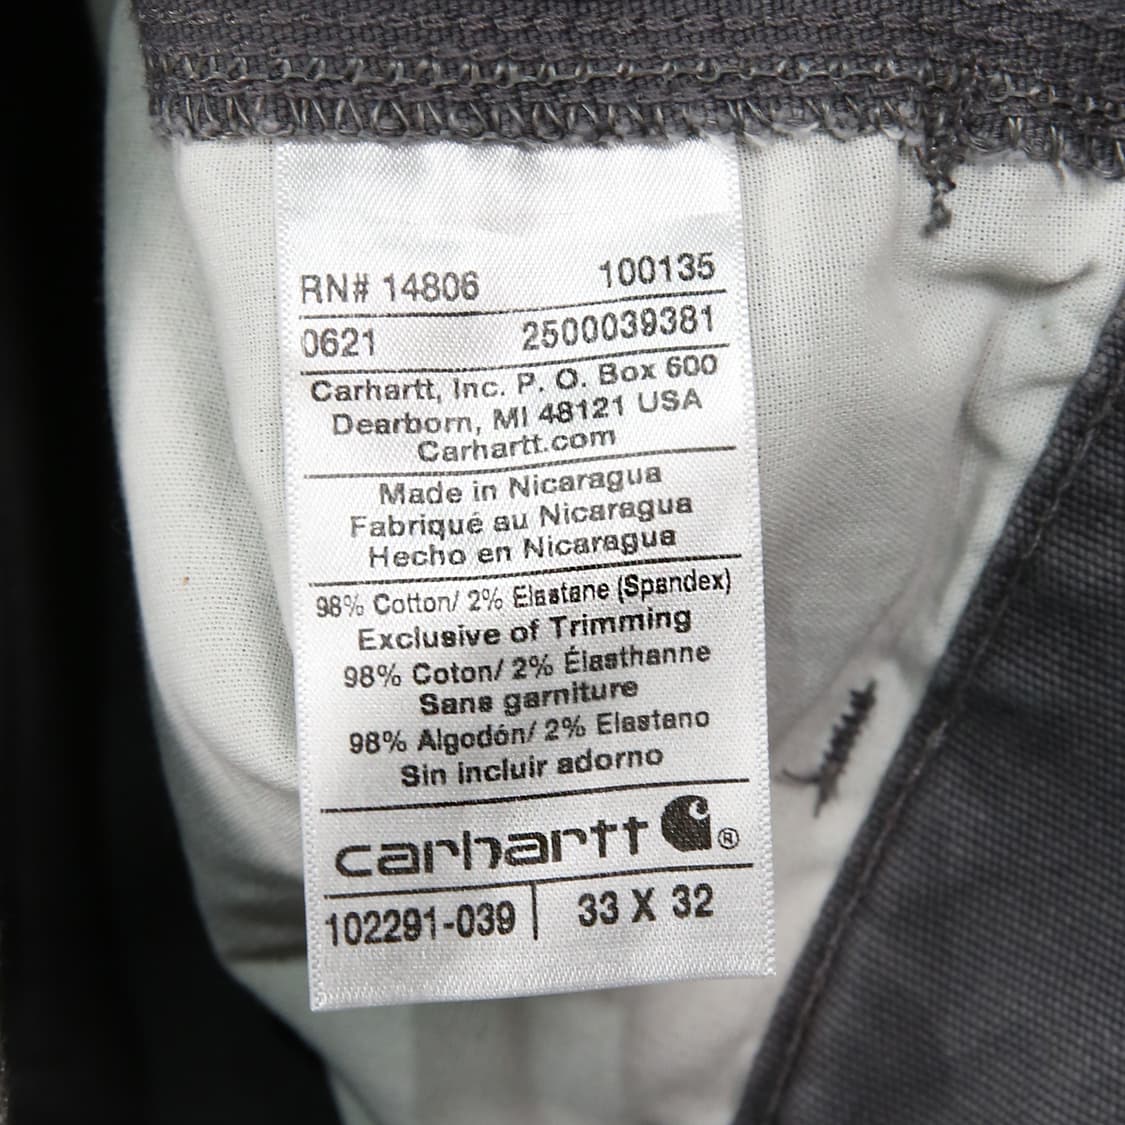 RN# 14806 100135
0621 2500039381
Carhartt, Inc. P. O. Box 600
Dearborn, MI 48121 USA
Carhartt.com
Made in Nicaragua
Fabriqué au Nicaragua
Hecho en Nicaragua
98% Cotton/ 2% Elastane (Spandex)
Exclusive of Trimming
98% Coton/ 2% Élasthanne
Sans garniture
98% Algodón/ 2% Elastano
Sin incluir adorno
carhartt ®
102291-039 33 X 32